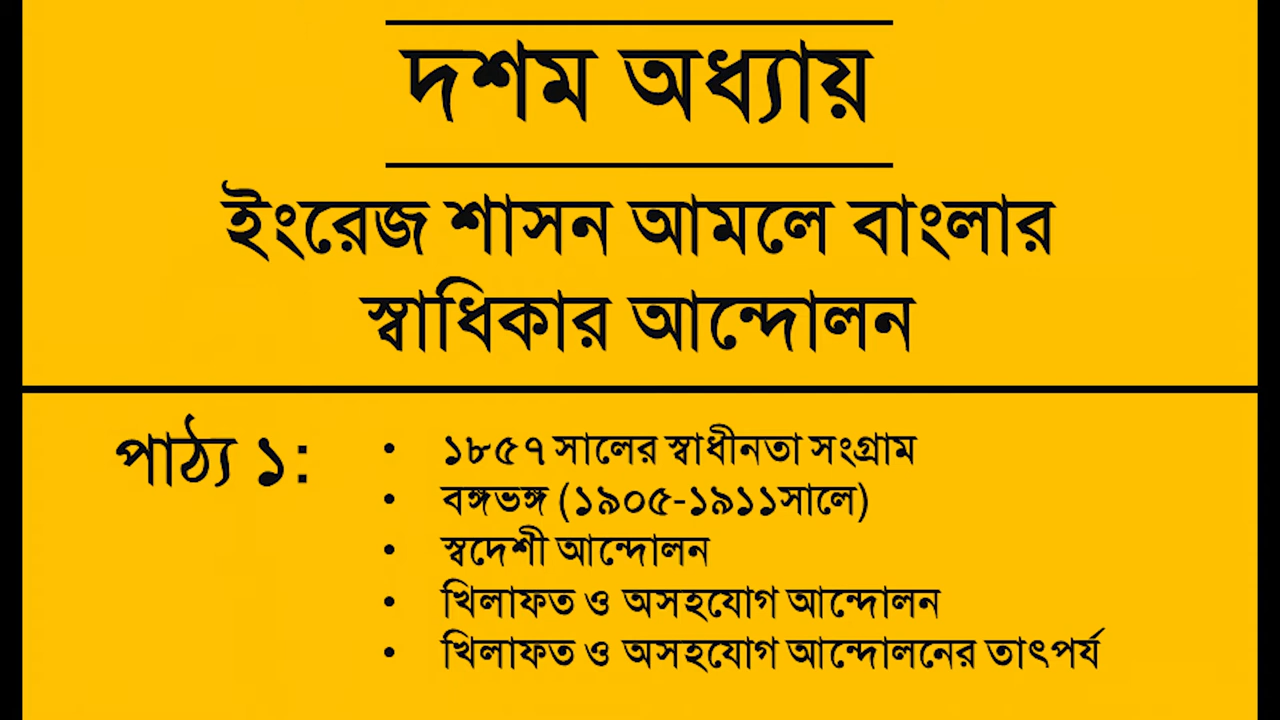 দশম অধ্যায়
ইংরেজ শাসন আমলে বাংলার
স্বাধিকার আন্দোলন
পাঠ্য ১:
• ১৮৫৭ সালের স্বাধীনতা সংগ্রাম
• বঙ্গভঙ্গ (১৯০৫-১৯১১সালে)
• স্বদেশী আন্দোলন
• খিলাফত ও অসহযোগ আন্দোলন
• খিলাফত ও অসহযোগ আন্দোলনের তাৎপর্য